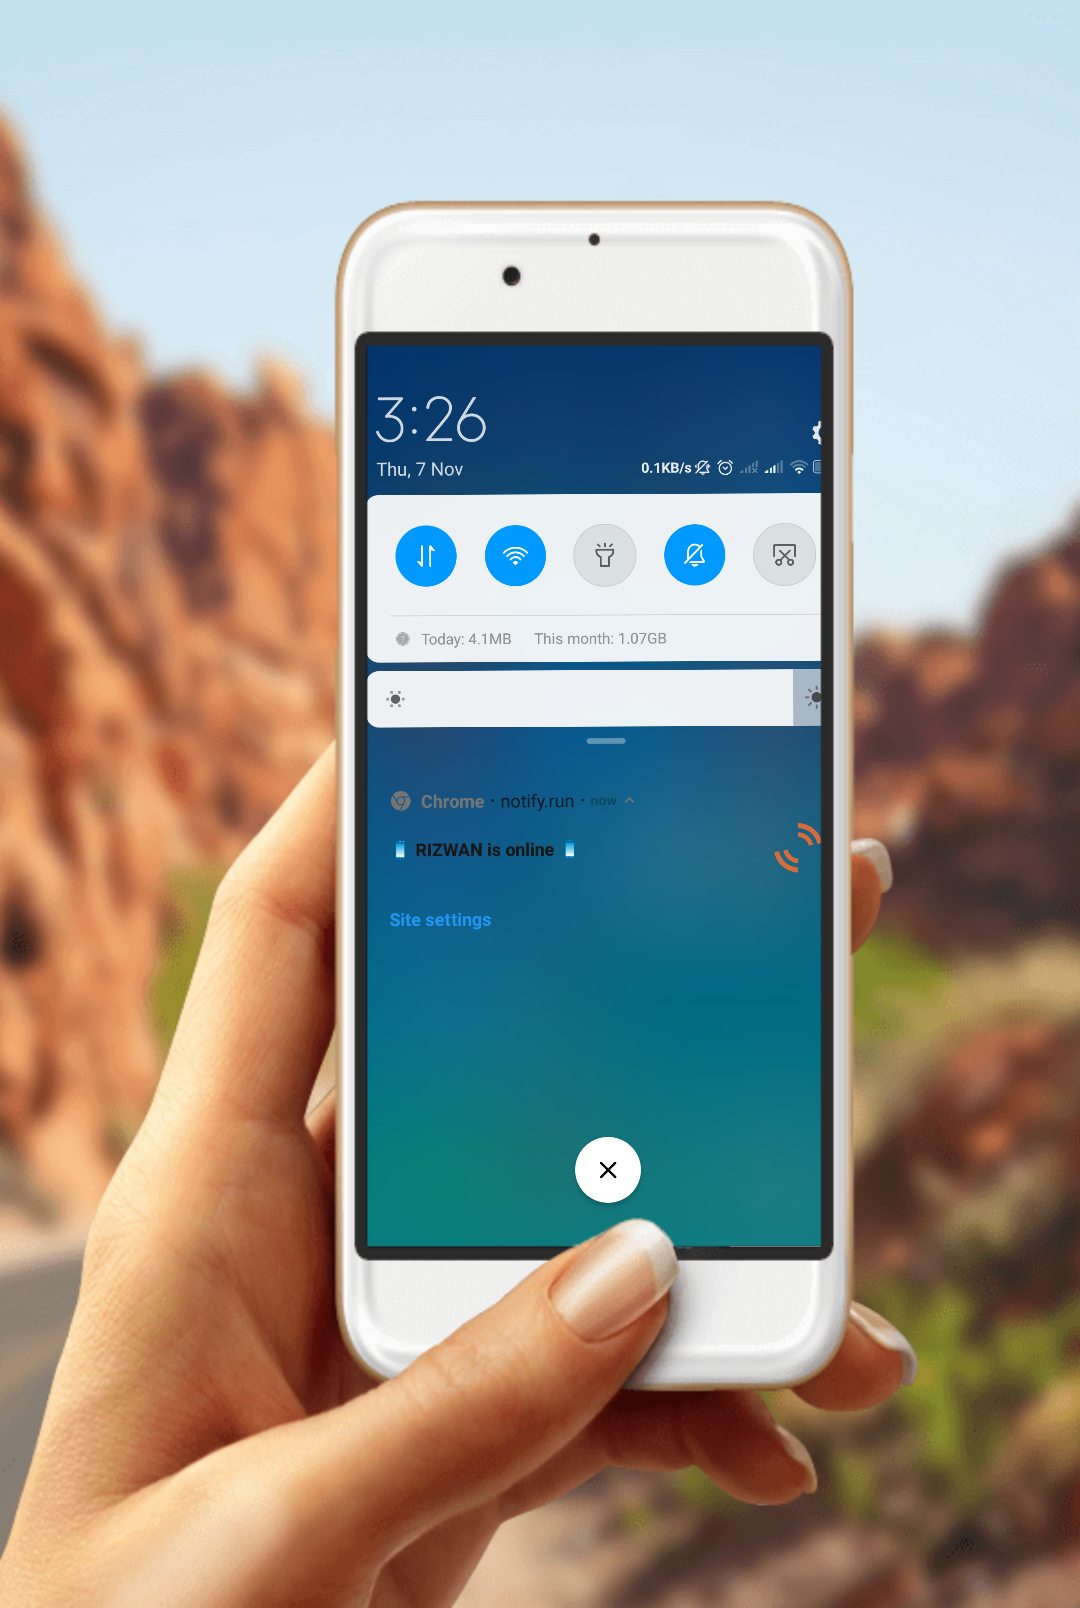 3:26
Thu, 7 Nov
0.1KB/s
Today: 4.1MB This month: 1.07GB
Chrome · notify.run · now
RIZWAN is online
Site settings